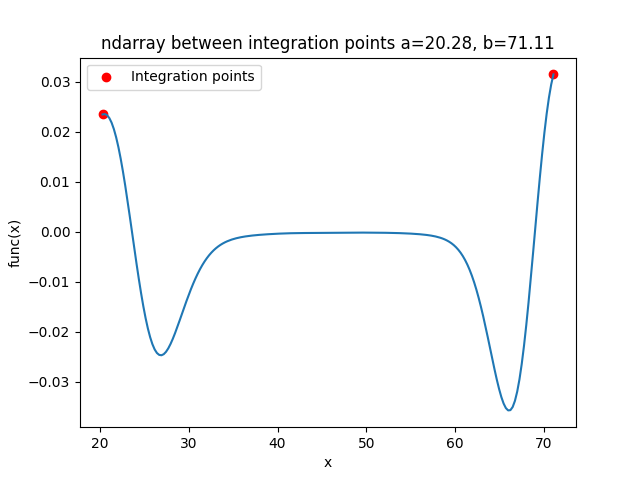 ndarray between integration points a=20.28, b=71.11
Integration points
0.03
0.02
0.01
0.00
−0.01
−0.02
−0.03
func(x)
20 30 40 50 60 70
x